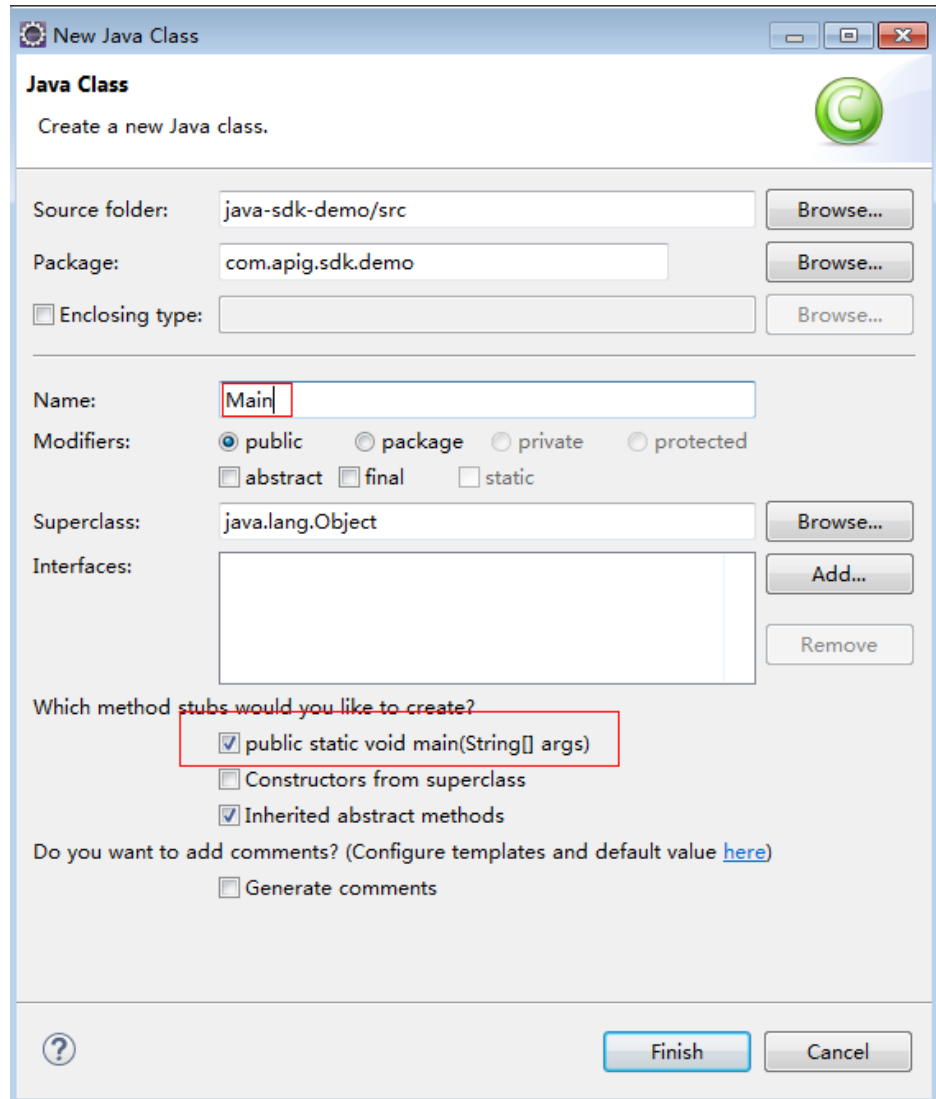 New Java Class
Java Class
Create a new Java class.
C
Source folder: java-sdk-demo/src Browse...
Package: com.apig.sdk.demo Browse...
Enclosing type: Browse...
Name: Main
Modifiers: public package private protected
abstract final static
Superclass: java.lang.Object Browse...
Interfaces: Add...
Remove
Which method stubs would you like to create?
public static void main(String[] args)
Constructors from superclass
Inherited abstract methods
Do you want to add comments? (Configure templates and default value here)
Generate comments
? Finish Cancel